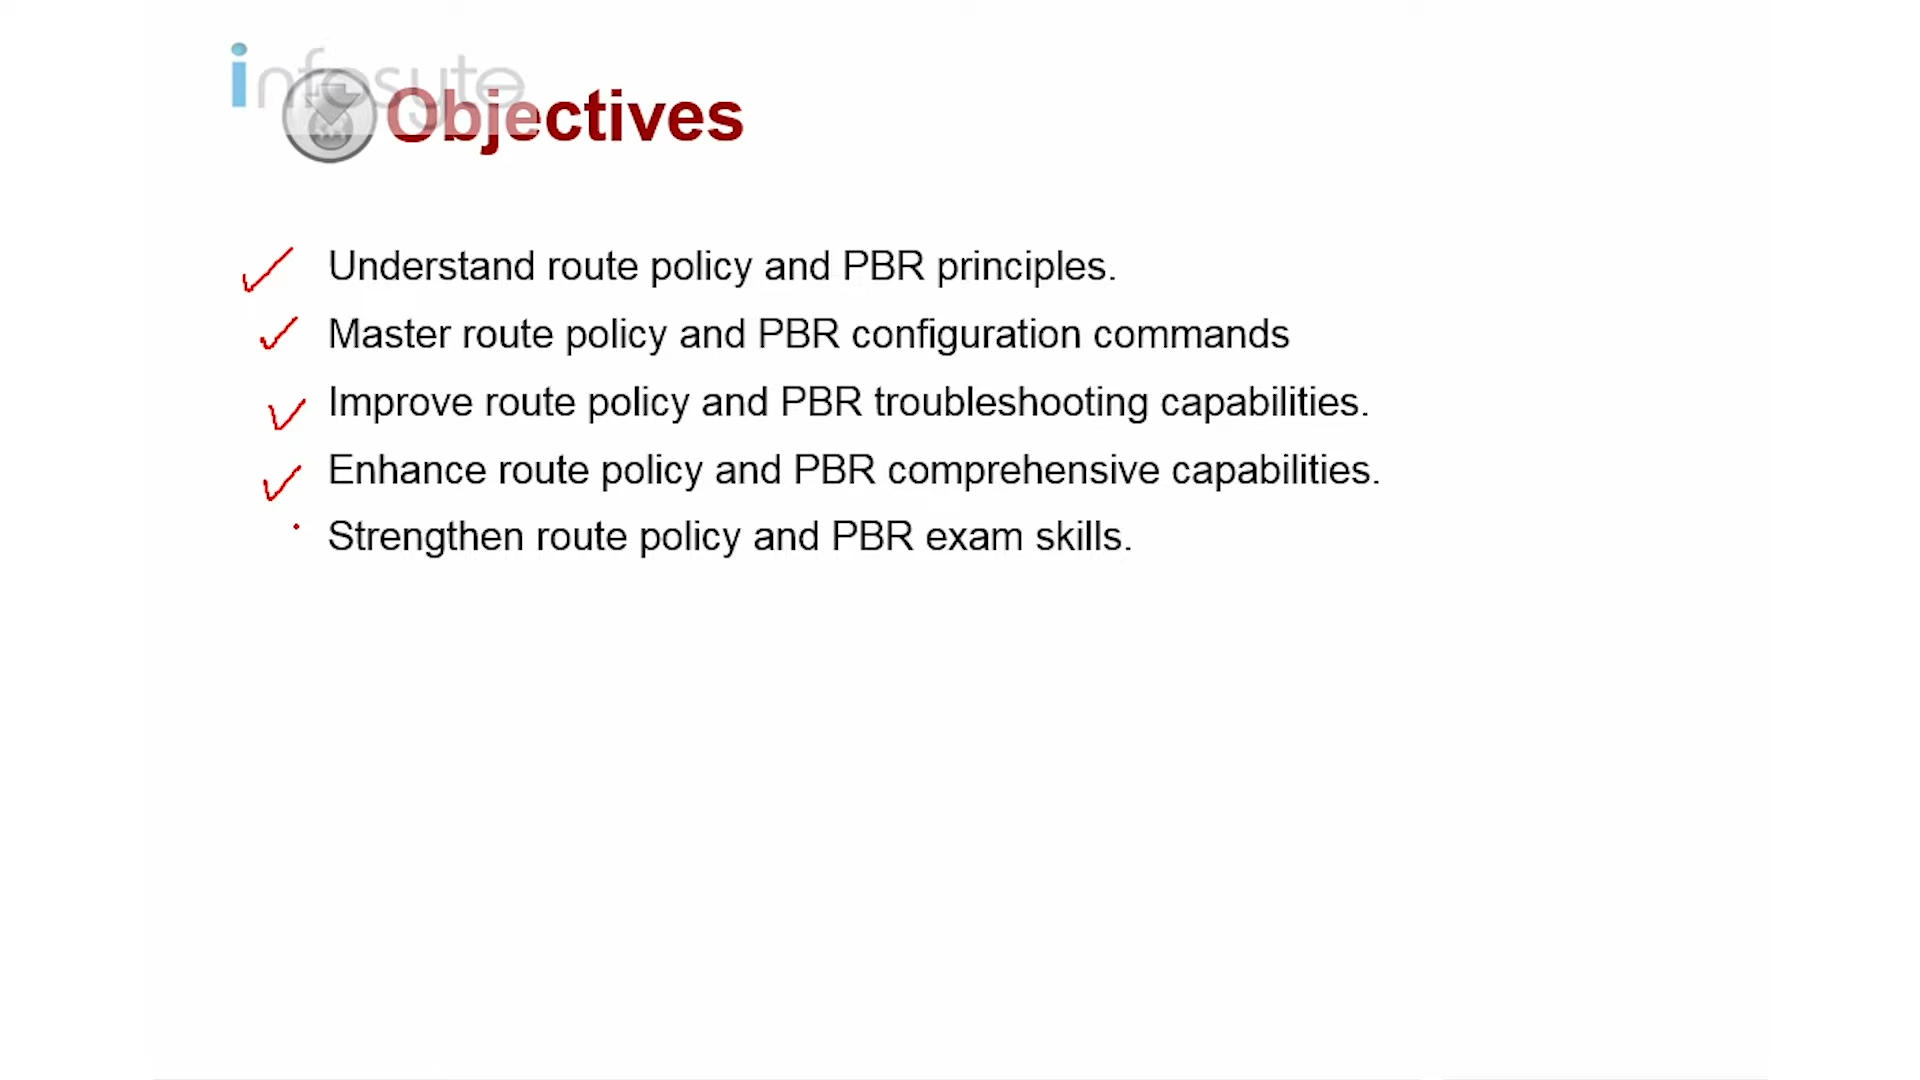 infosyte
Objectives
Understand route policy and PBR principles.
Master route policy and PBR configuration commands
Improve route policy and PBR troubleshooting capabilities.
Enhance route policy and PBR comprehensive capabilities.
Strengthen route policy and PBR exam skills.